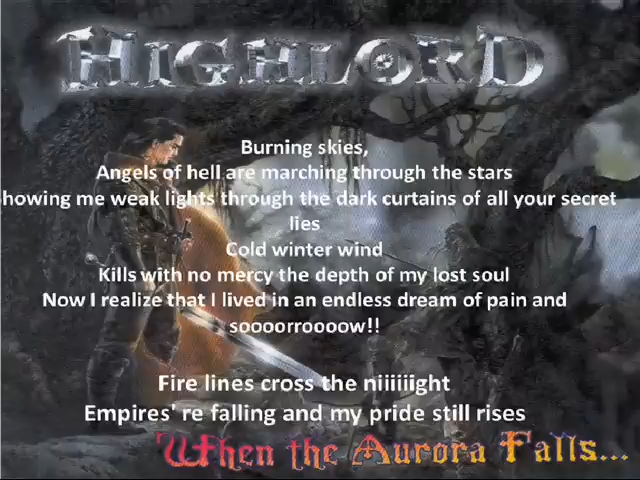 HIGHLORD
Burning skies,
Angels of hell are marching through the stars
howing me weak lights through the dark curtains of all your secret
lies
Cold winter wind
Kills with no mercy the depth of my lost soul
Now I realize that I lived in an endless dream of pain and
soooorroooow!!
Fire lines cross the niiiiiight
Empires' re falling and my pride still rises
When the Aurora Falls...